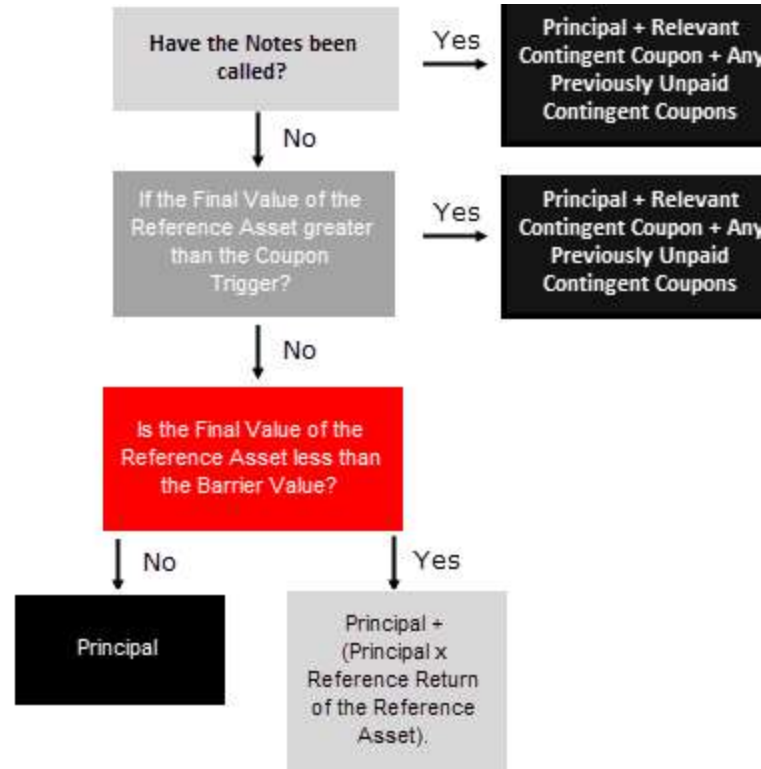 Have the Notes been
called?
Yes
Principal + Relevant
Contingent Coupon + Any
Previously Unpaid
Contingent Coupons
No
If the Final Value of the
Reference Asset greater
than the Coupon
Trigger?
Yes
Principal + Relevant
Contingent Coupon + Any
Previously Unpaid
Contingent Coupons
No
Is the Final Value of the
Reference Asset less than
the Barrier Value?
No
Yes
Principal
Principal +
(Principal x
Reference Return
of the Reference
Asset).